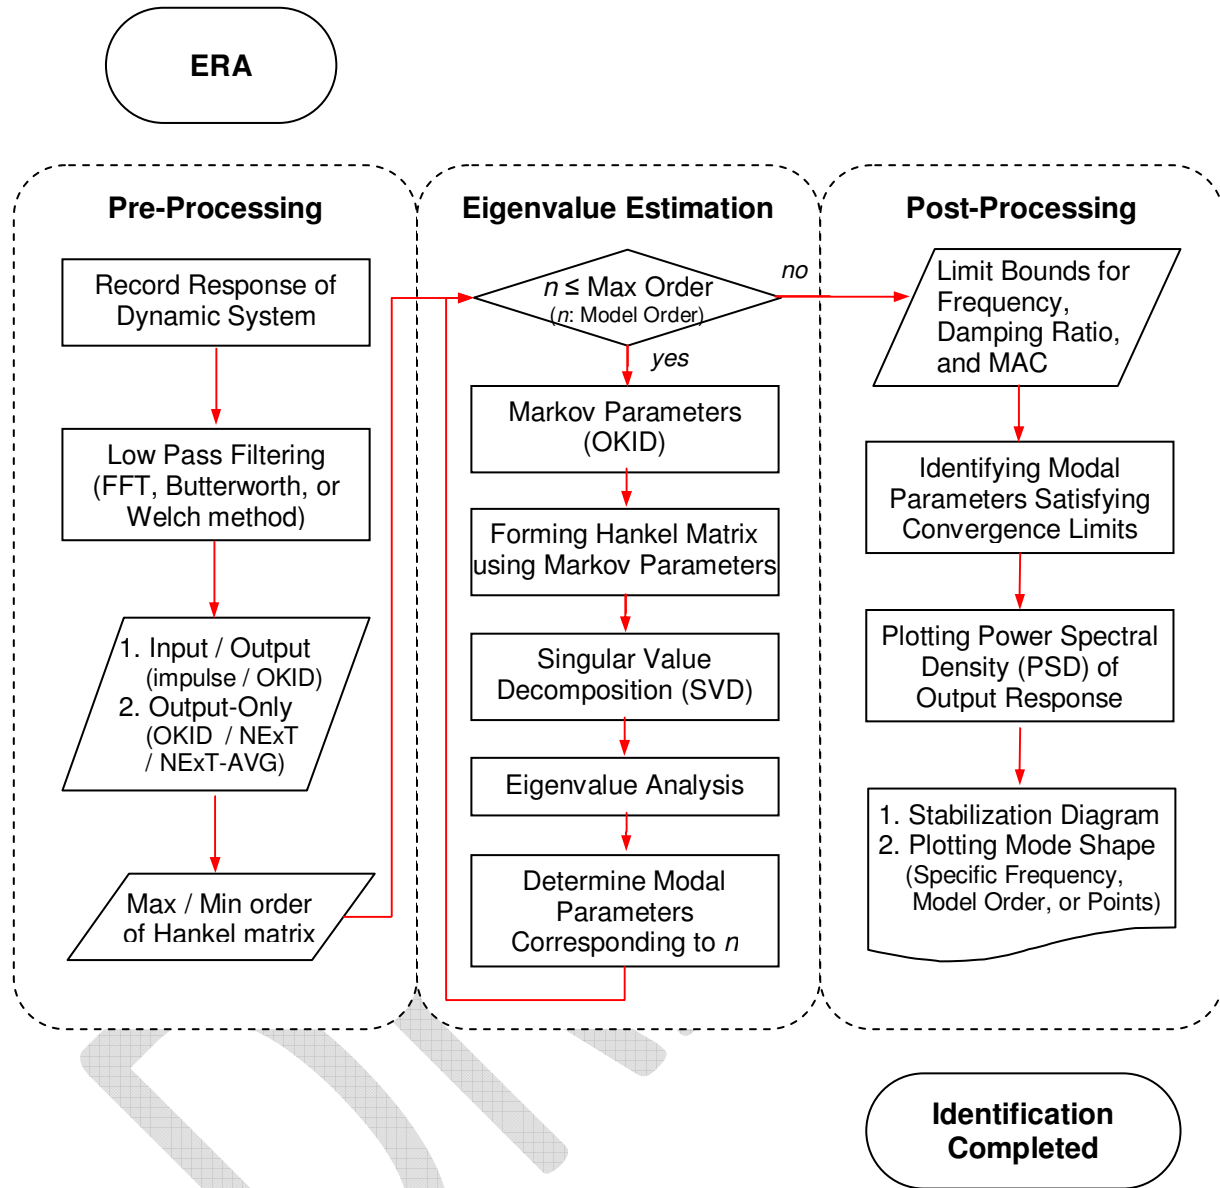 ERA
Pre-Processing
Record Response of
Dynamic System
Low Pass Filtering
(FFT, Butterworth, or
Welch method)
1. Input / Output
(impulse / OKID)
2. Output-Only
(OKID / NExT
/ NExT-AVG)
Max / Min order
of Hankel matrix
Eigenvalue Estimation
n ≤ Max Order
(n: Model Order)
no
yes
Markov Parameters
(OKID)
Forming Hankel Matrix
using Markov Parameters
Singular Value
Decomposition (SVD)
Eigenvalue Analysis
Determine Modal
Parameters
Corresponding to n
Post-Processing
Limit Bounds for
Frequency,
Damping Ratio,
and MAC
Identifying Modal
Parameters Satisfying
Convergence Limits
Plotting Power Spectral
Density (PSD) of
Output Response
1. Stabilization Diagram
2. Plotting Mode Shape
(Specific Frequency,
Model Order, or Points)
Identification
Completed